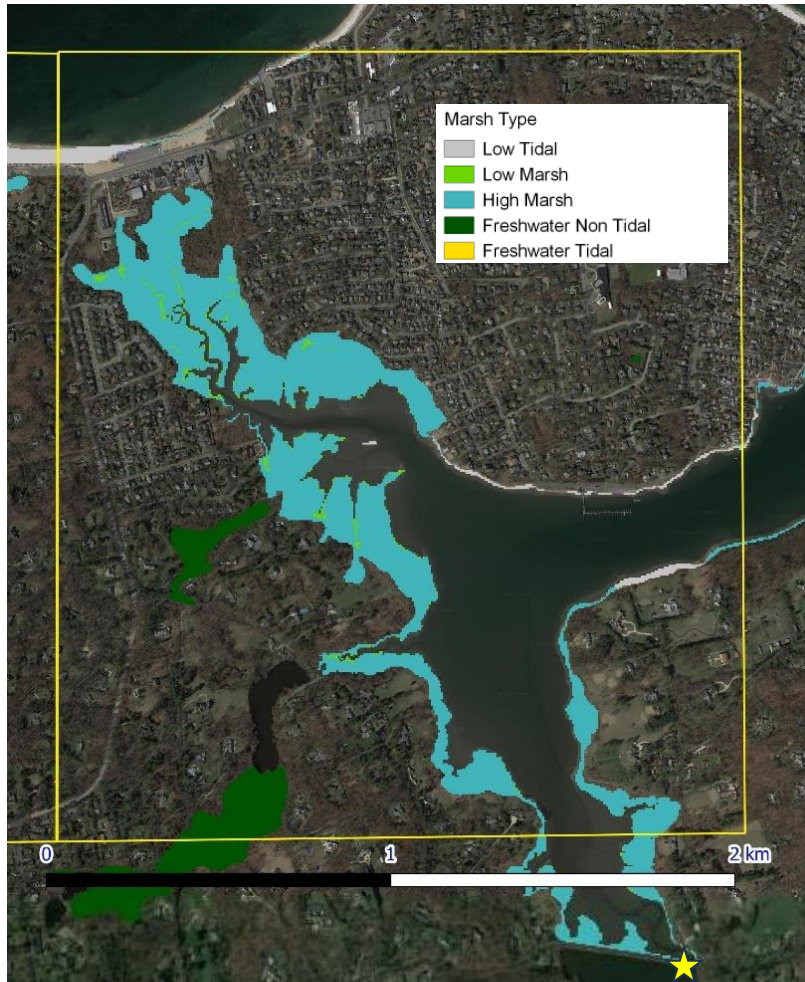 Marsh Type
Low Tidal
Low Marsh
High Marsh
Freshwater Non Tidal
Freshwater Tidal
0 1 2 km